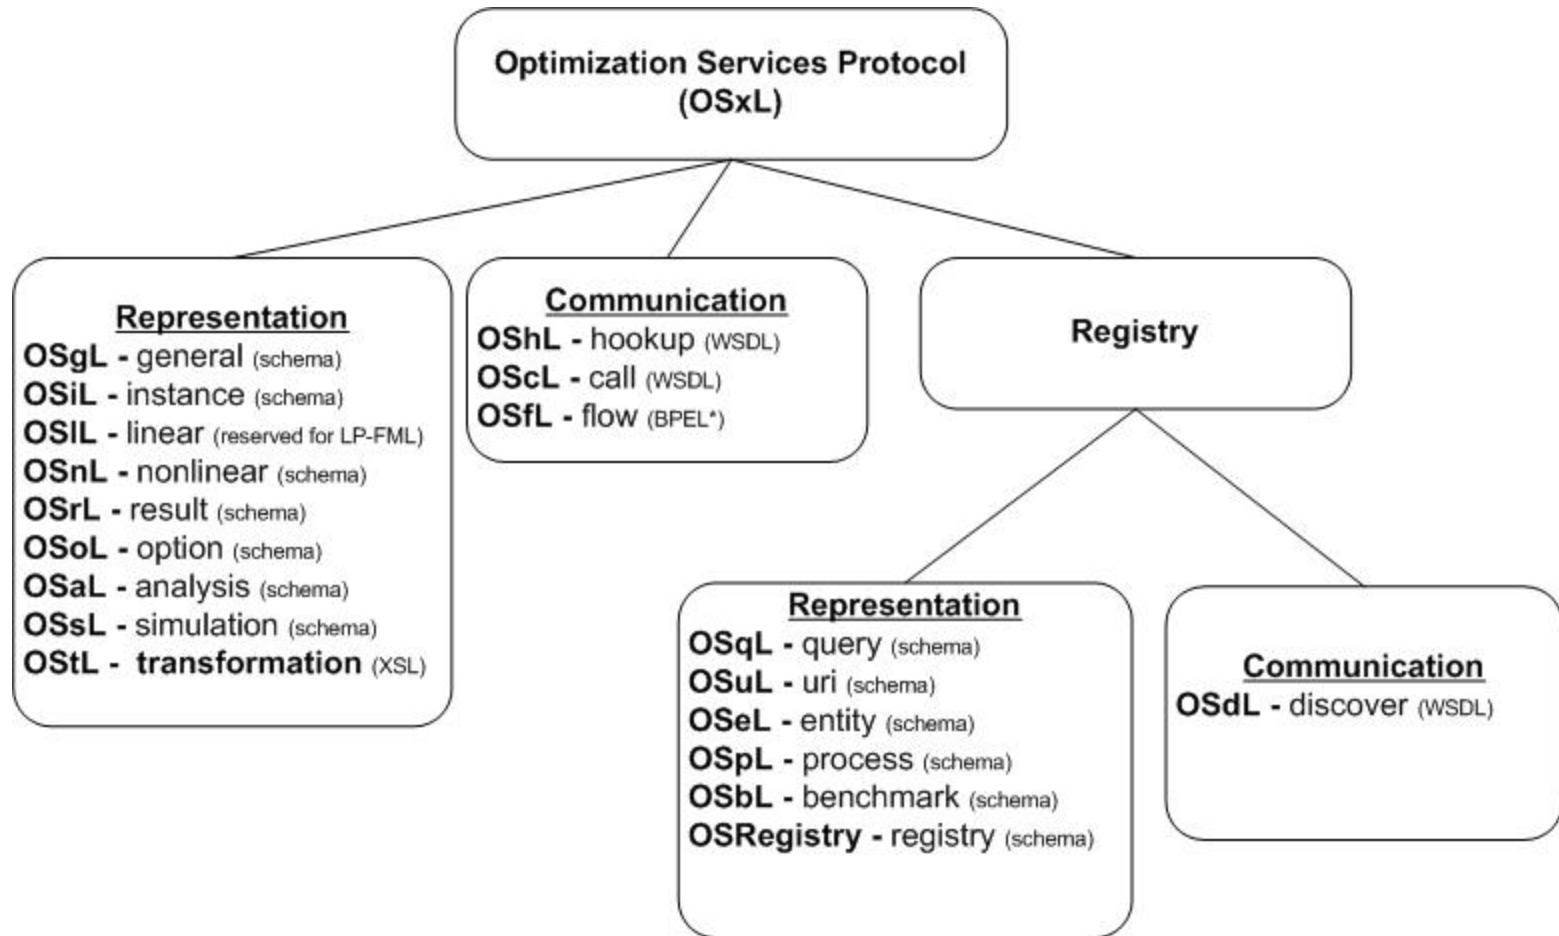 Optimization Services Protocol
(OSxL)
Representation
OSgL - general (schema)
OSiL - instance (schema)
OSlL - linear (reserved for LP-FML)
OSnL - nonlinear (schema)
OSrL - result (schema)
OSoL - option (schema)
OSaL - analysis (schema)
OSsL - simulation (schema)
OStL - transformation (XSL)
Communication
OShL - hookup (WSDL)
OScL - call (WSDL)
OSfL - flow (BPEL*)
Registry
Representation
OSqL - query (schema)
OSuL - uri (schema)
OSeL - entity (schema)
OSpL - process (schema)
OSbL - benchmark (schema)
OSRegistry - registry (schema)
Communication
OSdL - discover (WSDL)